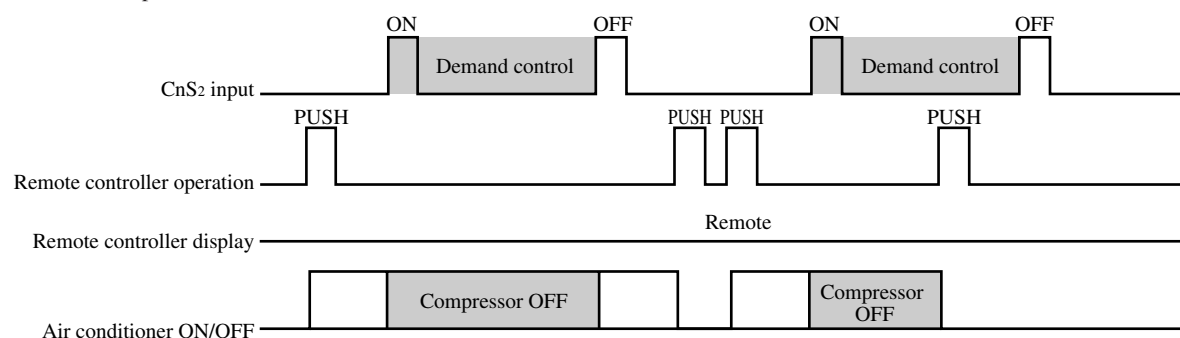 ON OFF ON OFF
Demand control Demand control
CnS2 input
PUSH PUSH PUSH PUSH
Remote controller operation
Remote
Remote controller display
Compressor OFF Compressor
OFF
Air conditioner ON/OFF